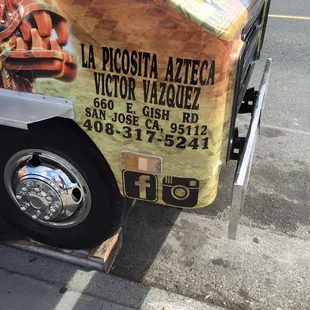 LA PICOSITA AZTECA
VICTOR VAZQUEZ
660 E. GISH RD
SAN JOSE CA, 95112
408-317-5241